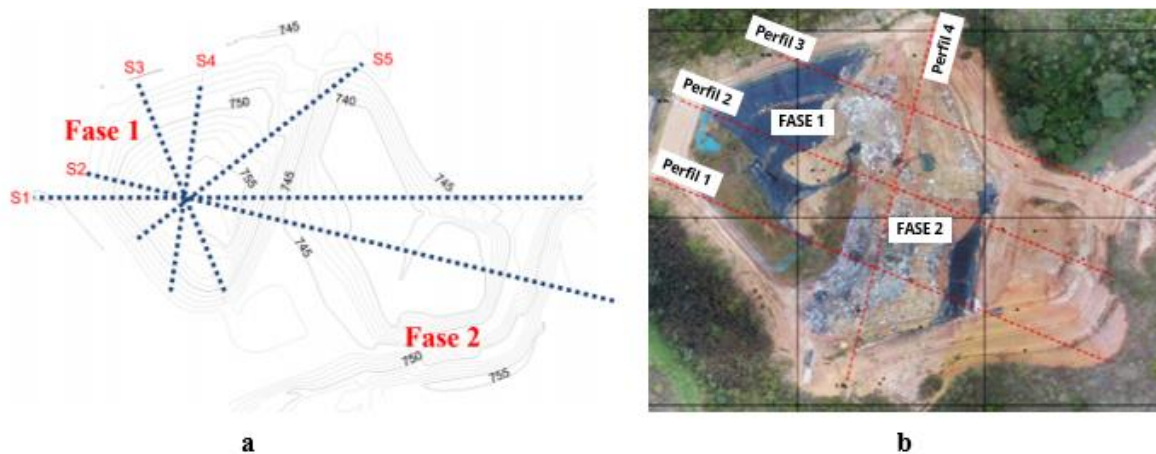 745
S3
S4
S5
750
740
Fase 1
S2
755
745
745
S1
745
Fase 2
750
755
a
Perfil 3
Perfil 4
Perfil 2
FASE 1
Perfil 1
FASE 2
b